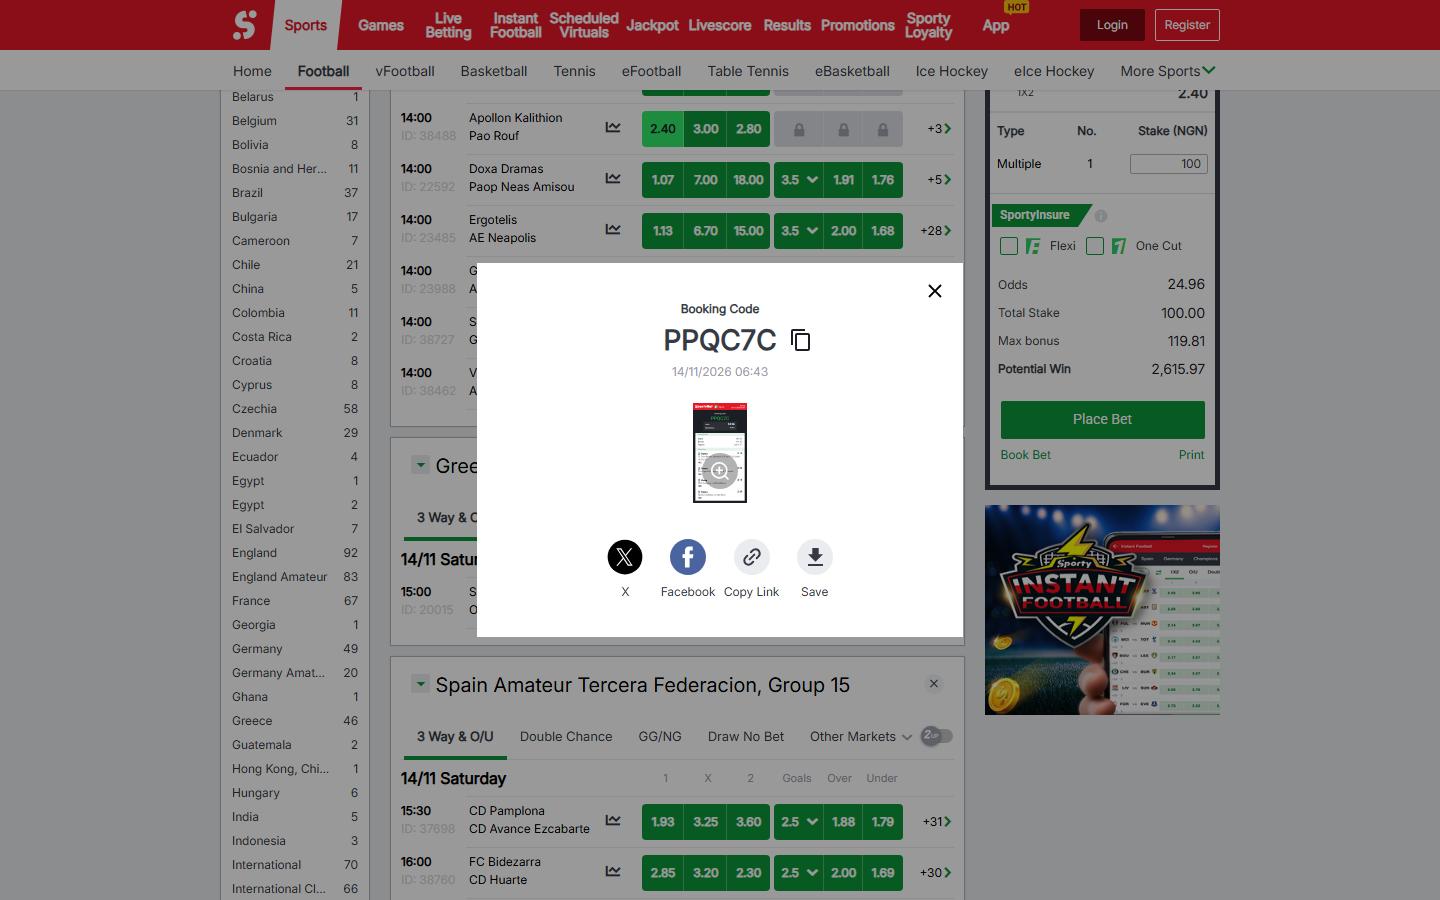 Sports
Games
Live Betting
Instant Football
Scheduled Virtuals
Jackpot
Livescore
Results
Promotions
Sporty Loyalty
App
HOT
Login
Register
Home
Football
vFootball
Basketball
Tennis
eFootball
Table Tennis
eBasketball
Ice Hockey
eIce Hockey
More Sports
Belarus 1
Belgium 31
Bolivia 8
Bosnia and Her... 11
Brazil 37
Bulgaria 17
Cameroon 7
Chile 21
China 5
Colombia 11
Costa Rica 2
Croatia 8
Cyprus 8
Czechia 58
Denmark 29
Ecuador 4
Egypt 1
Egypt 2
El Salvador 7
England 92
England Amateur 83
France 67
Georgia 1
Germany 49
Germany Amat... 20
Ghana 1
Greece 46
Guatemala 2
Hong Kong, Chi... 1
Hungary 6
India 5
Indonesia 3
International 70
International Cl... 66
14:00 Apollon Kalithion
ID: 38488 Pao Rouf
2.40 3.00 2.80 +3
14:00 Doxa Dramas
ID: 22592 Paop Neas Amisou
1.07 7.00 18.00 3.5 1.91 1.76 +5
14:00 Ergotelis
ID: 23485 AE Neapolis
1.13 6.70 15.00 3.5 2.00 1.68 +28
14:00 G
ID: 23988 A
14:00 S
ID: 38727 G
14:00 V
ID: 38462 A
Gree
3 Way & O
14/11 Satur
15:00 S
ID: 20015 O
Booking Code
PPQC7C
14/11/2026 06:43
X
Facebook
Copy Link
Save
Spain Amateur Tercera Federacion, Group 15
3 Way & O/U
Double Chance
GG/NG
Draw No Bet
Other Markets
2UP
14/11 Saturday 1 X 2 Goals Over Under
15:30 CD Pamplona
ID: 37698 CD Avance Ezcabarte
1.93 3.25 3.60 2.5 1.88 1.79 +31
16:00 FC Bidezarra
ID: 38760 CD Huarte
2.85 3.20 2.30 2.5 2.00 1.69 +30
1X2 2.40
Type No. Stake (NGN)
Multiple 1 100
SportyInsure
Flexi
One Cut
Odds 24.96
Total Stake 100.00
Max bonus 119.81
Potential Win 2,615.97
Place Bet
Book Bet
Print
Sporty
INSTANT
FOOTBALL